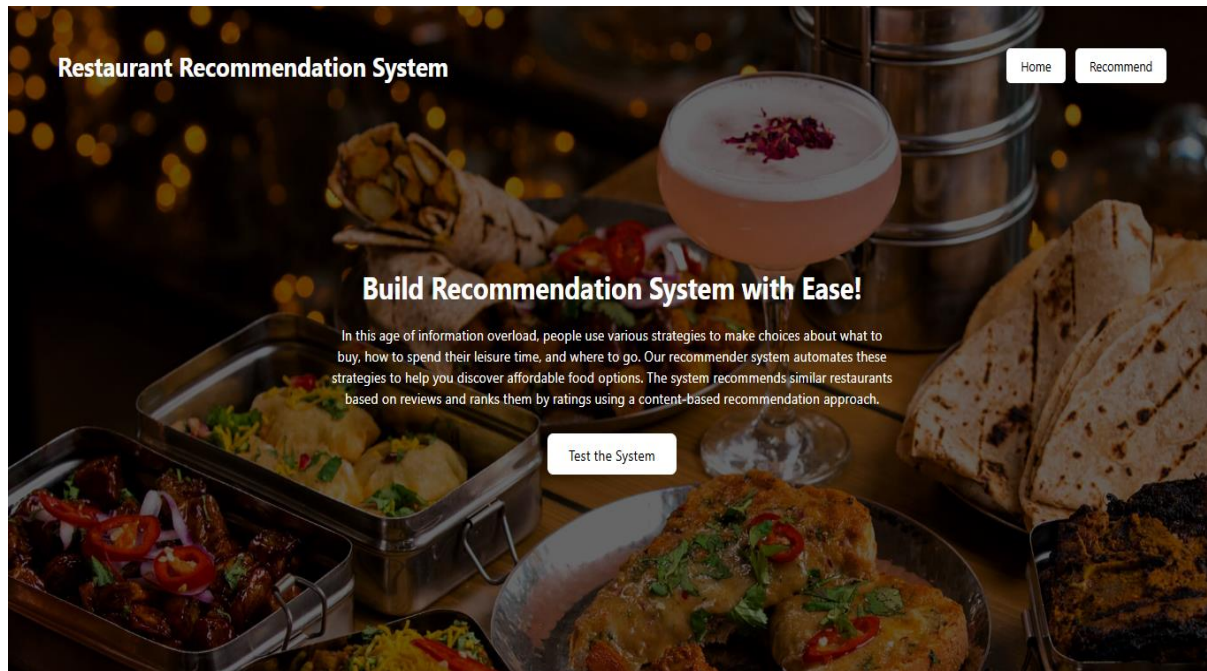 Restaurant Recommendation System
Home
Recommend
Build Recommendation System with Ease!
In this age of information overload, people use various strategies to make choices about what to
buy, how to spend their leisure time, and where to go. Our recommender system automates these
strategies to help you discover affordable food options. The system recommends similar restaurants
based on reviews and ranks them by ratings using a content-based recommendation approach.
Test the System